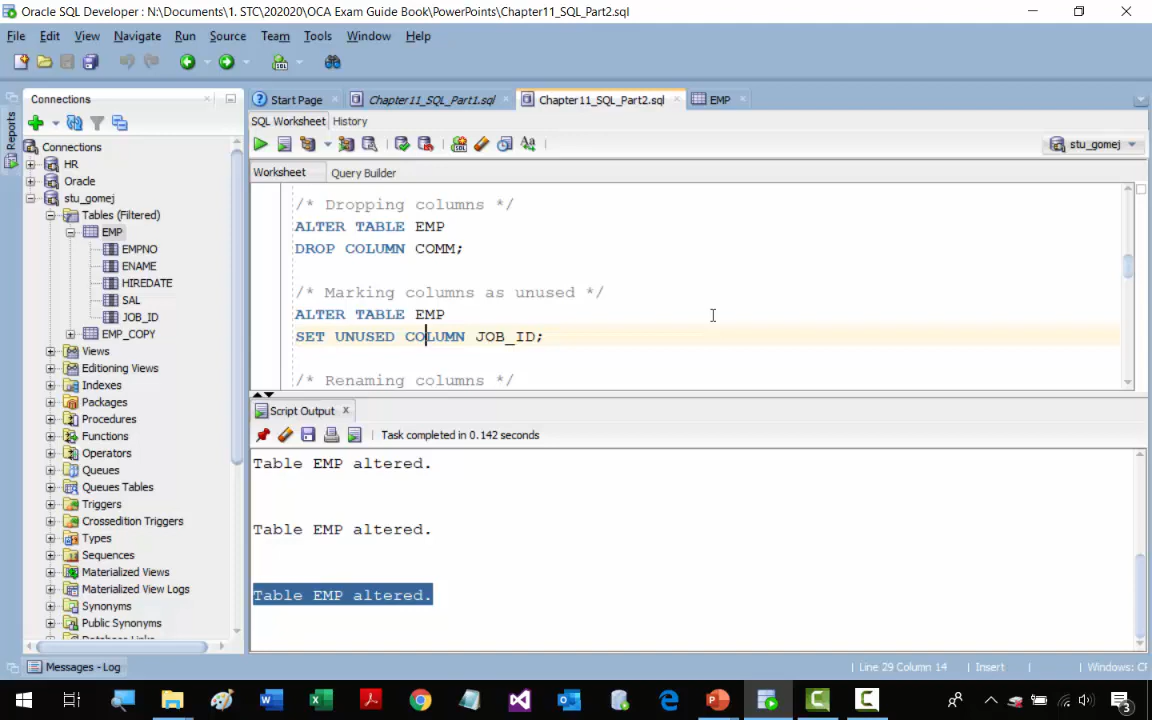 Oracle SQL Developer : N:\Documents\1. STC\202020\OCA Exam Guide Book\PowerPoints\Chapter11_SQL_Part2.sql
File Edit View Navigate Run Source Team Tools Window Help
Connections
Reports
Start Page
Chapter11_SQL_Part1.sql
Chapter11_SQL_Part2.sql
EMP
SQL Worksheet History
stu_gomej
Worksheet Query Builder
Connections
HR
Oracle
stu_gomej
Tables (Filtered)
EMP
EMPNO
ENAME
HIREDATE
SAL
JOB_ID
EMP_COPY
Views
Editioning Views
Indexes
Packages
Procedures
Functions
Operators
Queues
Queues Tables
Triggers
Crossedition Triggers
Types
Sequences
Materialized Views
Materialized View Logs
Synonyms
Public Synonyms
Database Links
/* Dropping columns */
ALTER TABLE EMP
DROP COLUMN COMM;
/* Marking columns as unused */
ALTER TABLE EMP
SET UNUSED COLUMN JOB_ID;
/* Renaming columns */
Script Output
Task completed in 0.142 seconds
Table EMP altered.
Table EMP altered.
Table EMP altered.
Messages - Log
Line 29 Column 14 Insert Windows: CR
3